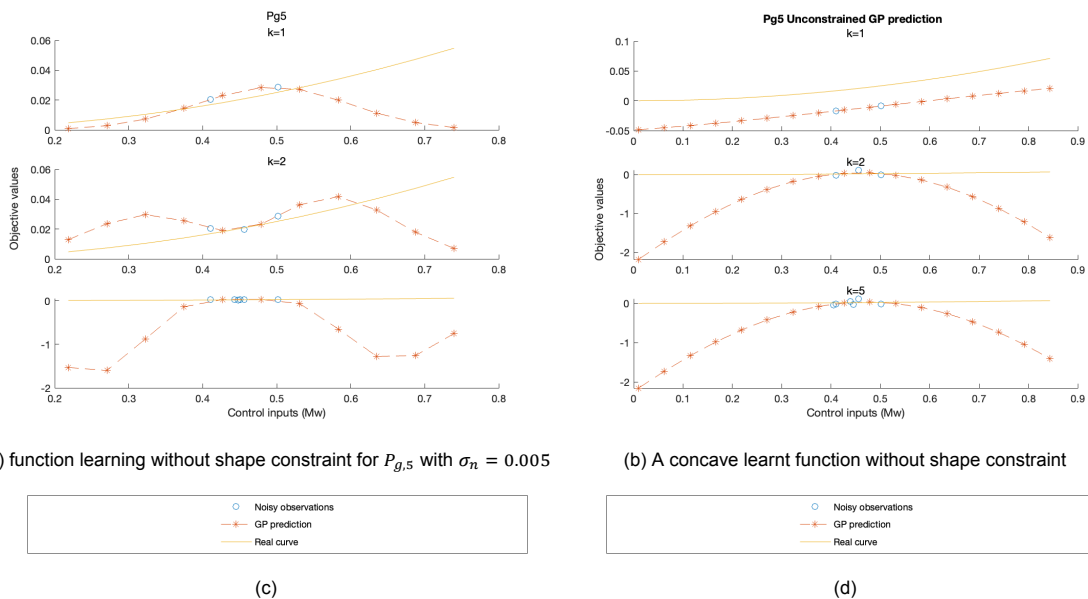 Pg5
k=1
0.06
0.04
0.02
0
0.2 0.3 0.4 0.5 0.6 0.7 0.8
k=2
0.06
0.04
0.02
0
0.2 0.3 0.4 0.5 0.6 0.7 0.8
Objective values
0
-1
-2
0.2 0.3 0.4 0.5 0.6 0.7 0.8
Control inputs (Mw)
) function learning without shape constraint for P_{g,5} with σ_n = 0.005
Noisy observations
GP prediction
Real curve
(c)
Pg5 Unconstrained GP prediction
k=1
0.1
0.05
0
-0.05
0 0.1 0.2 0.3 0.4 0.5 0.6 0.7 0.8 0.9
k=2
0
-1
-2
0 0.1 0.2 0.3 0.4 0.5 0.6 0.7 0.8 0.9
Objective values
k=5
0
-1
-2
0 0.1 0.2 0.3 0.4 0.5 0.6 0.7 0.8 0.9
Control inputs (Mw)
(b) A concave learnt function without shape constraint
Noisy observations
GP prediction
Real curve
(d)